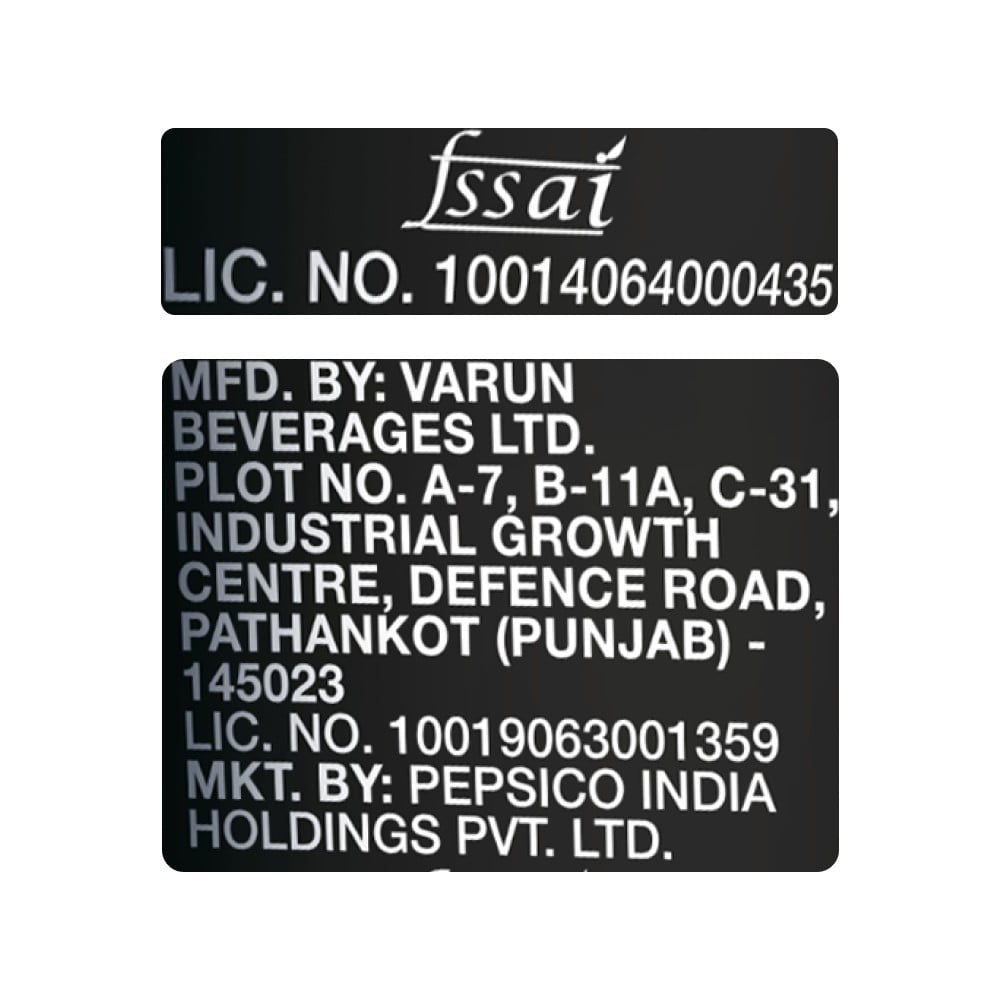 fssai
LIC. NO. 10014064000435
MFD. BY: VARUN
BEVERAGES LTD.
PLOT NO. A-7, B-11A, C-31,
INDUSTRIAL GROWTH
CENTRE, DEFENCE ROAD,
PATHANKOT (PUNJAB) -
145023
LIC. NO. 10019063001359
MKT. BY: PEPSICO INDIA
HOLDINGS PVT. LTD.